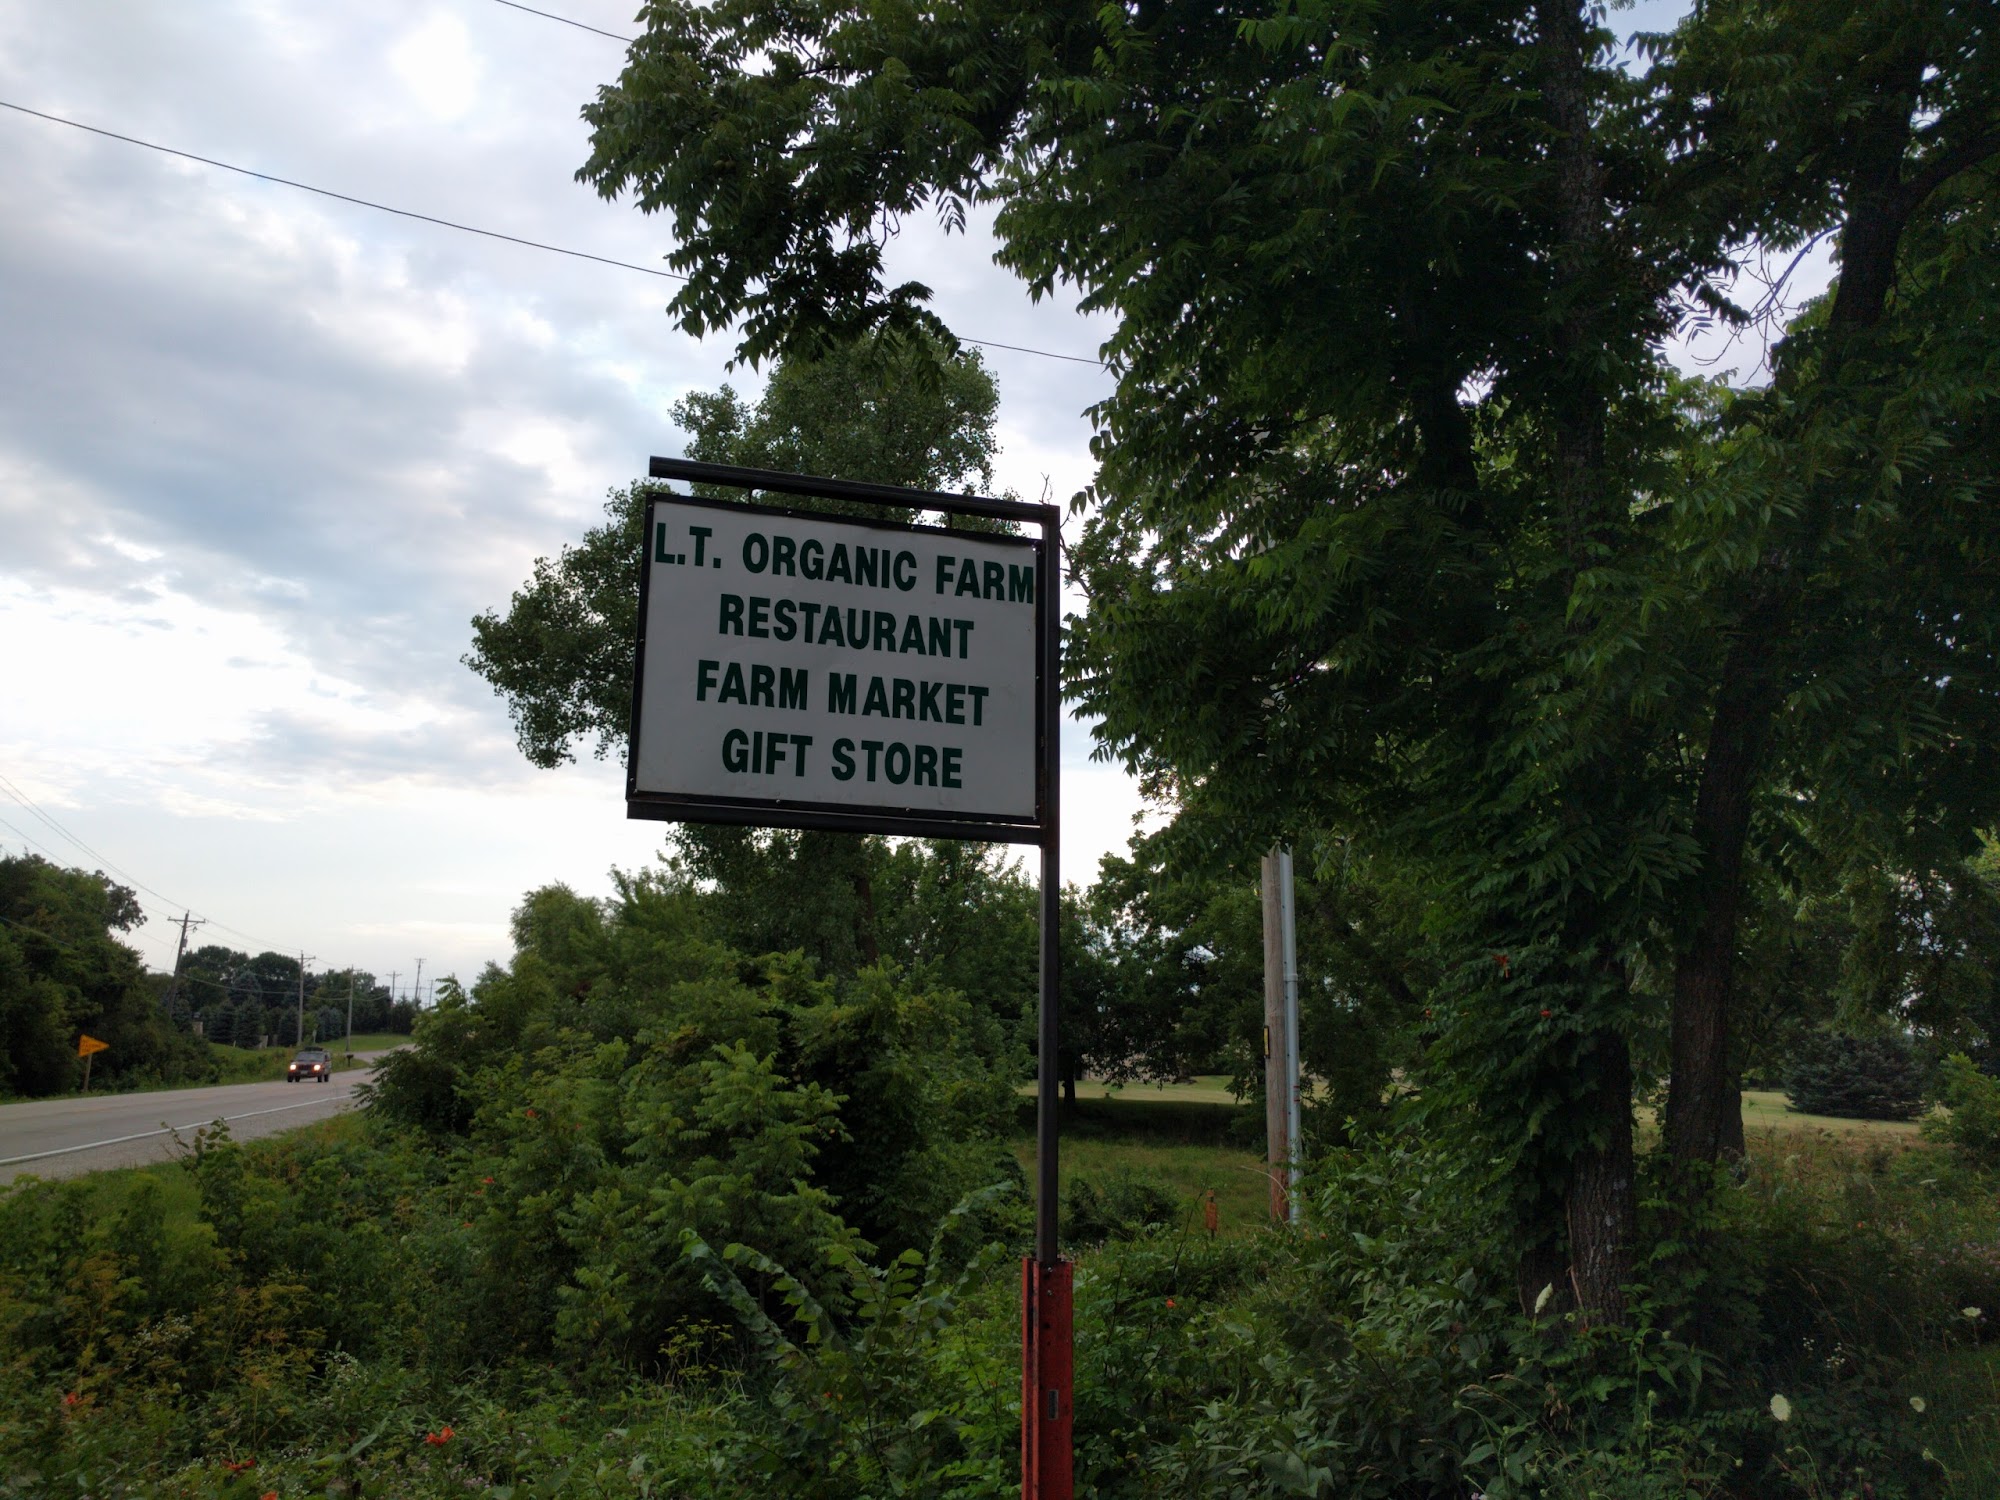 L.T. ORGANIC FARM
RESTAURANT
FARM MARKET
GIFT STORE